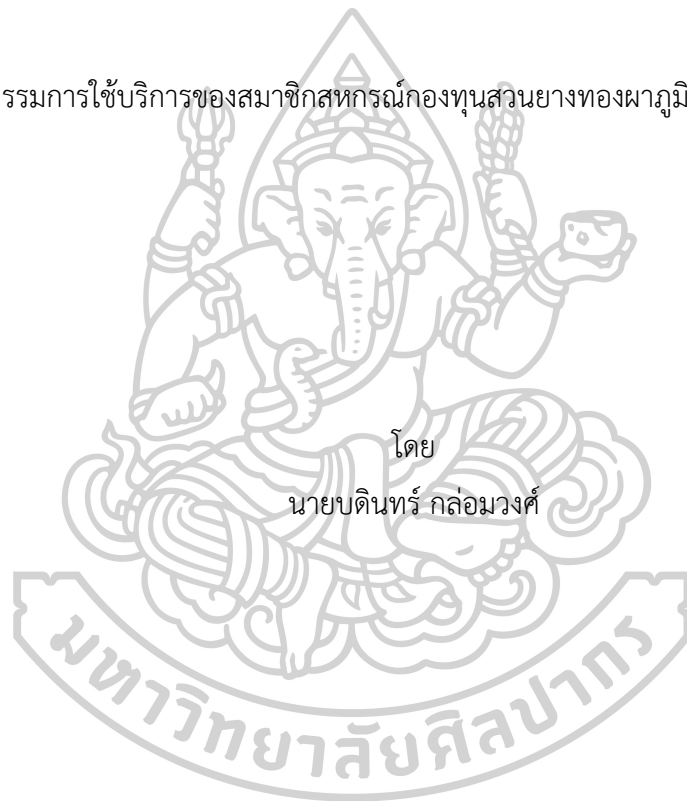 รรมการใช้บริการของสมาชิกสหกรณ์กองทุนสวนยางทองผาภูมิ
โดย
นายบดินทร์ กล่อมวงศ์
มหาวิทยาลัยศิลปากร